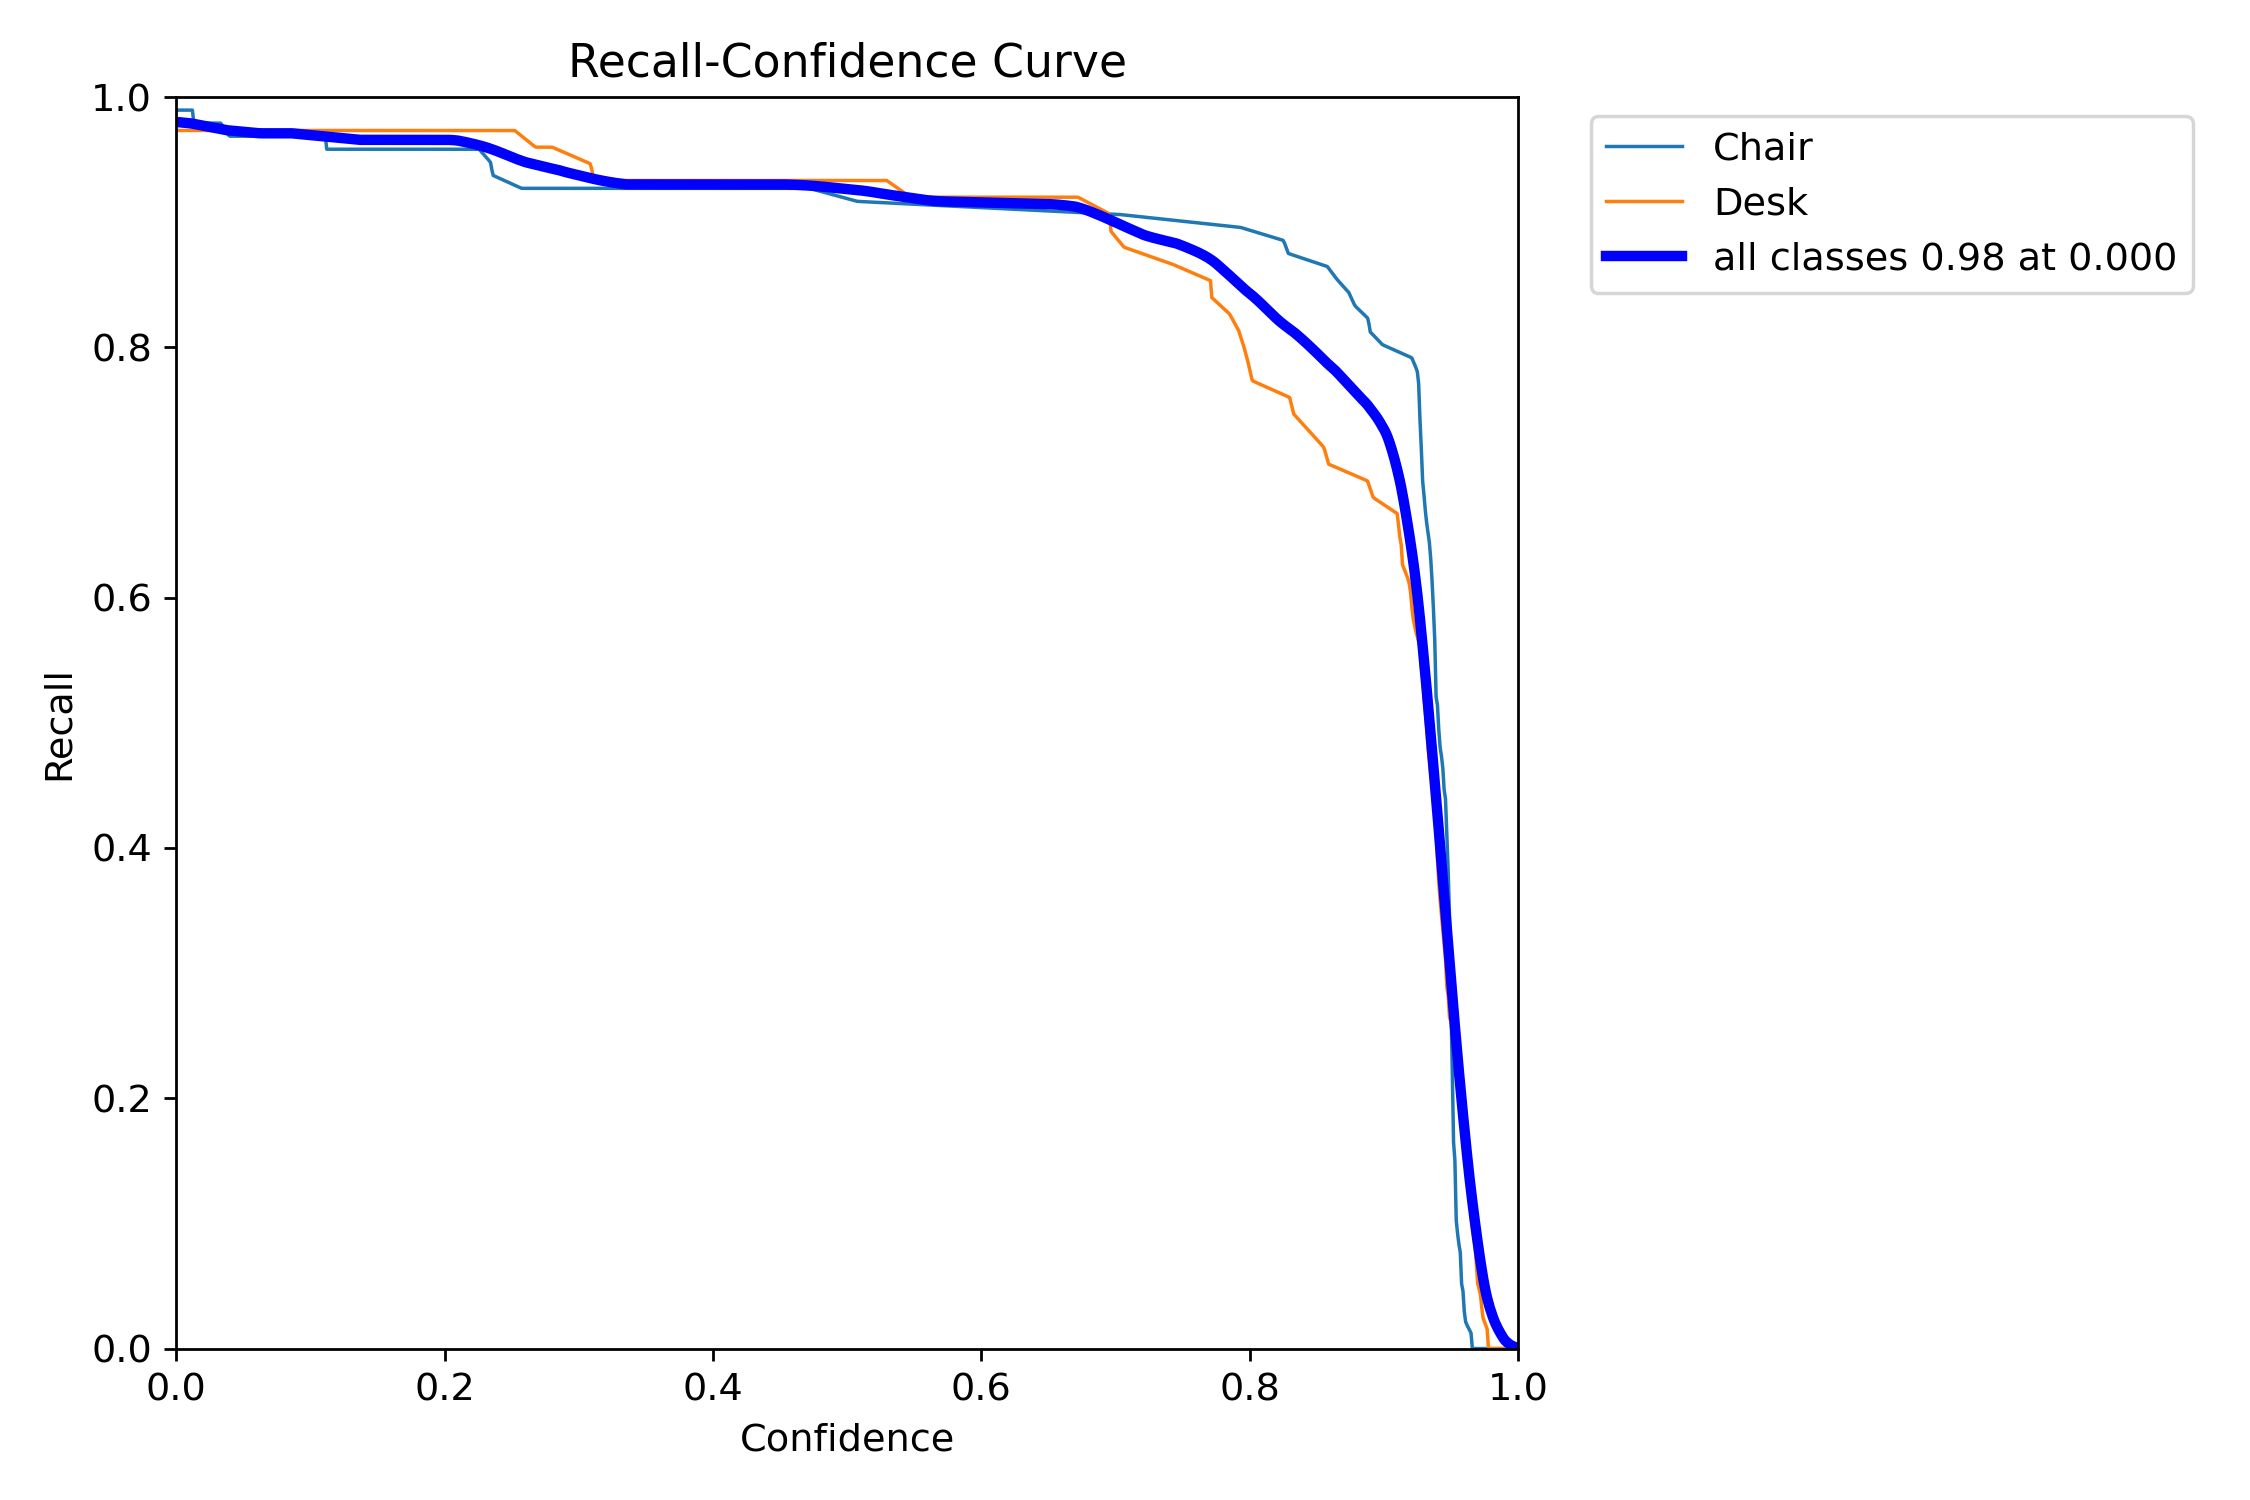 Recall-Confidence Curve
1.0
0.8
0.6
0.4
0.2
0.0
Recall
0.0 0.2 0.4 0.6 0.8 1.0
Confidence
Chair
Desk
all classes 0.98 at 0.000